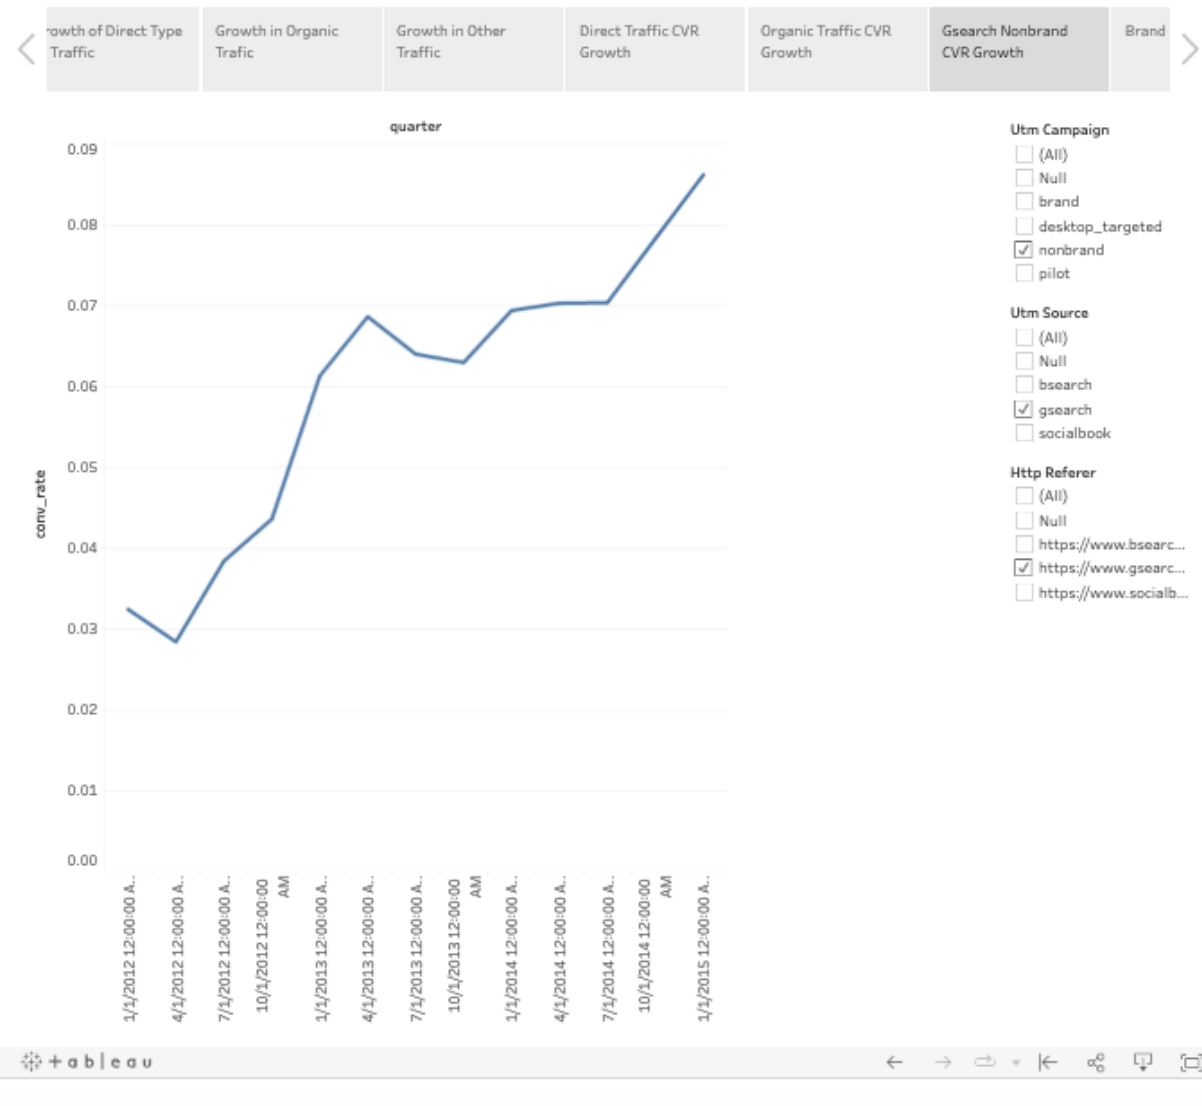 rowth of Direct Type
Traffic
Growth in Organic
Trafic
Growth in Other
Traffic
Direct Traffic CVR
Growth
Organic Traffic CVR
Growth
Gsearch Nonbrand
CVR Growth
Brand
quarter
0.09
0.08
0.07
0.06
0.05
0.04
0.03
0.02
0.01
0.00
conv_rate
1/1/2012 12:00:00 A..
4/1/2012 12:00:00 A..
7/1/2012 12:00:00 A..
10/1/2012 12:00:00
AM
1/1/2013 12:00:00 A..
4/1/2013 12:00:00 A..
7/1/2013 12:00:00 A..
10/1/2013 12:00:00
AM
1/1/2014 12:00:00 A..
4/1/2014 12:00:00 A..
7/1/2014 12:00:00 A..
10/1/2014 12:00:00
AM
1/1/2015 12:00:00 A..
Utm Campaign
(All)
Null
brand
desktop_targeted
nonbrand
pilot
Utm Source
(All)
Null
bsearch
gsearch
socialbook
Http Referer
(All)
Null
https://www.bsearc...
https://www.gsearc...
https://www.socialb...
+ableau